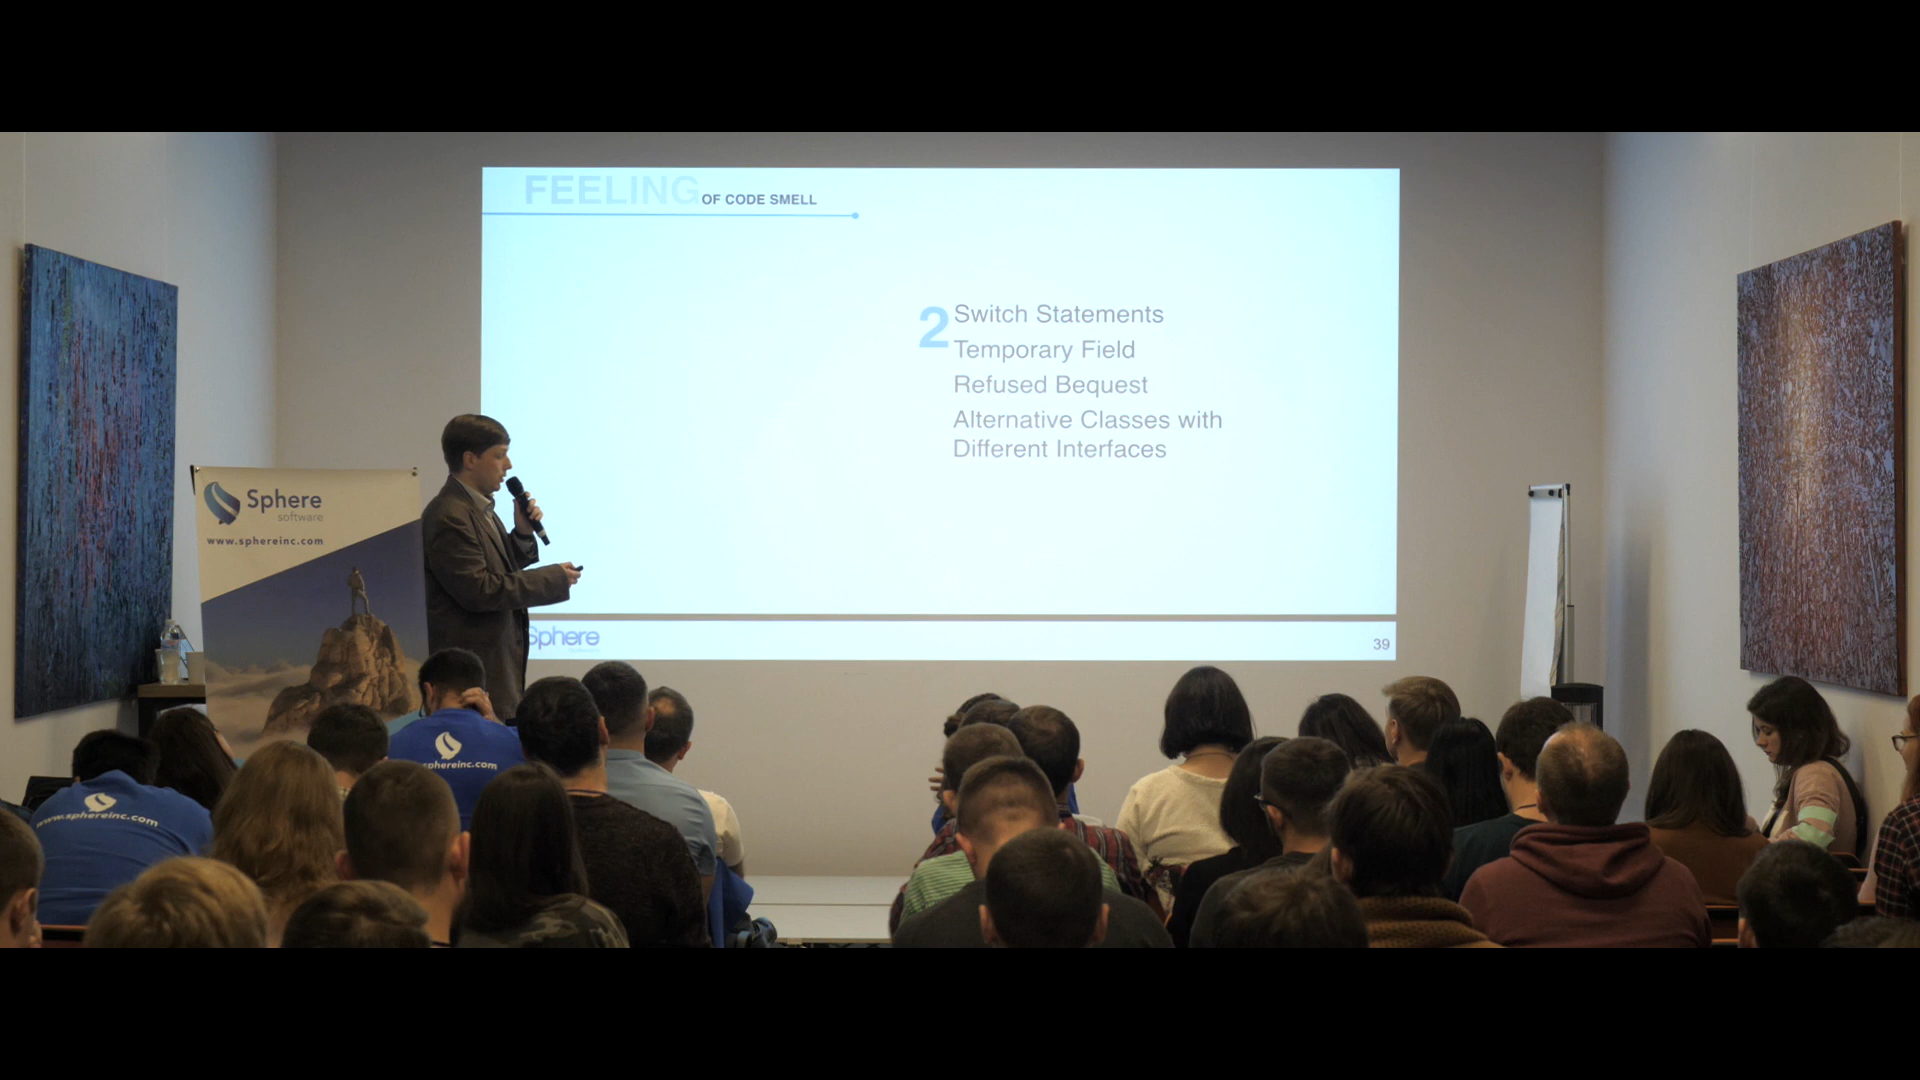 FEELING OF CODE SMELL
2 Switch Statements
Temporary Field
Refused Bequest
Alternative Classes with
Different Interfaces
Sphere
39
Sphere
software
www.sphereinc.com
sphereinc.com
www.sphereinc.com